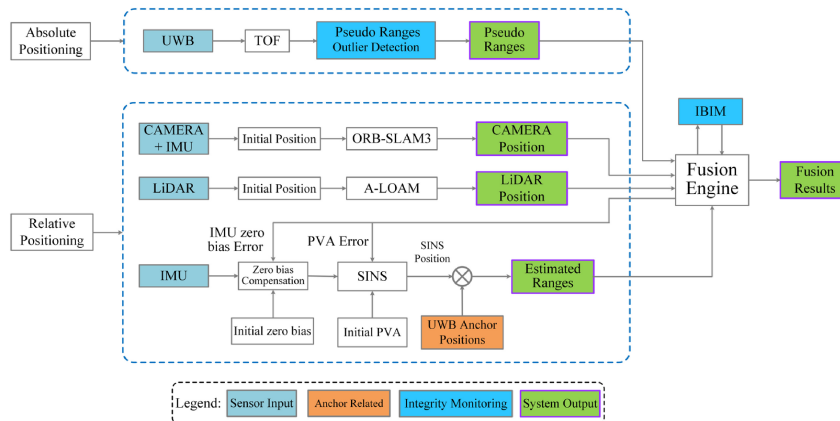 Absolute
Positioning
UWB
TOF
Pseudo Ranges
Outlier Detection
Pseudo
Ranges
IBIM
CAMERA
+ IMU
Initial Position
ORB-SLAM3
CAMERA
Position
Fusion
Engine
Fusion
Results
LiDAR
Initial Position
A-LOAM
LiDAR
Position
Relative
Positioning
IMU zero
bias Error
PVA Error
SINS
Position
IMU
Zero bias
Compensation
SINS
Estimated
Ranges
Initial zero bias
Initial PVA
UWB Anchor
Positions
Legend:
Sensor Input
Anchor Related
Integrity Monitoring
System Output